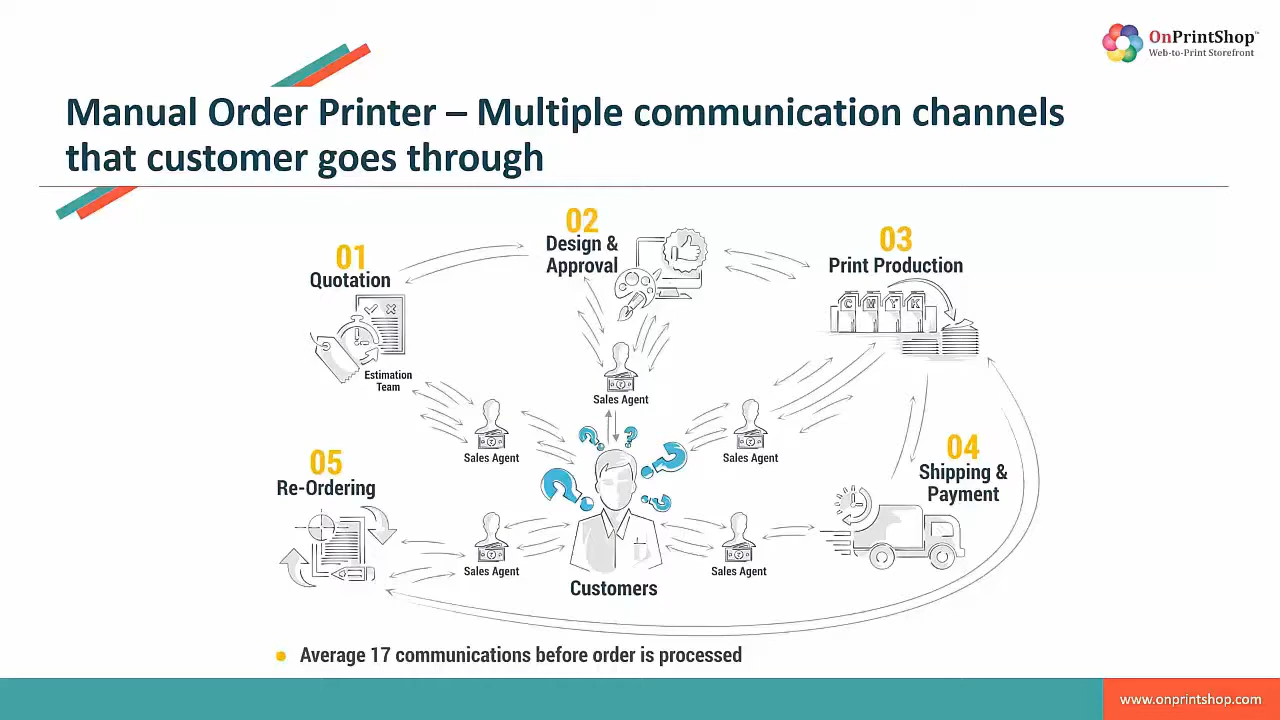 OnPrintShop™
Web-to-Print Storefront
Manual Order Printer – Multiple communication channels
that customer goes through
01
Quotation
Estimation
Team
02
Design &
Approval
03
Print Production
C M Y K
Sales Agent
Sales Agent
Sales Agent
04
Shipping &
Payment
05
Re-Ordering
Sales Agent
Sales Agent
Customers
Average 17 communications before order is processed
www.onprintshop.com